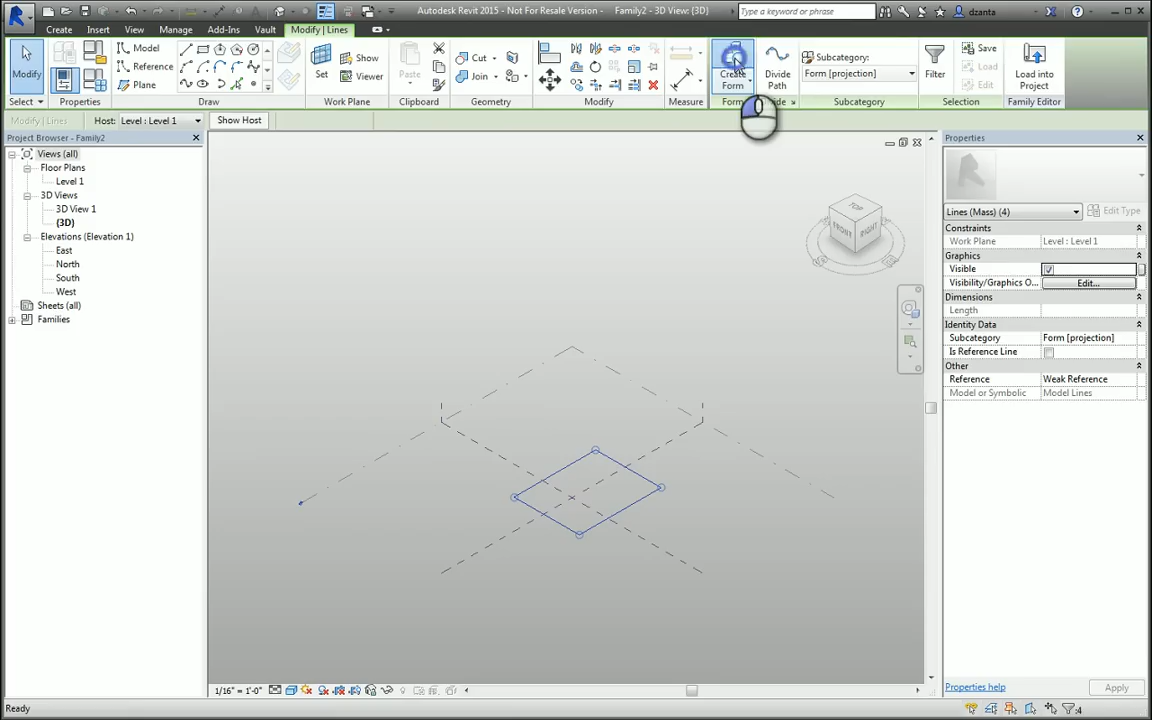 Autodesk Revit 2015 - Not For Resale Version - Family2 - 3D View: {3D}
Type a keyword or phrase
dzanta
Create Insert View Manage Add-Ins Vault Modify | Lines
Modify
Select
Properties
Model
Reference
Plane
Draw
Set
Show
Viewer
Work Plane
Paste
Clipboard
Cut
Join
Geometry
Modify
Measure
Create
Form
Divide
Path
Subcategory:
Form [projection]
Subcategory
Filter
Save
Load
Selection
Load into
Project
Family Editor
Modify | Lines
Host: Level : Level 1
Show Host
Project Browser - Family2
Views (all)
Floor Plans
Level 1
3D Views
3D View 1
{3D}
Elevations (Elevation 1)
East
North
South
West
Sheets (all)
Families
TOP
FRONT
RIGHT
Properties
Lines (Mass) (4)
Edit Type
Constraints
Work Plane Level : Level 1
Graphics
Visible
Visibility/Graphics O... Edit...
Dimensions
Length
Identity Data
Subcategory Form [projection]
Is Reference Line
Other
Reference Weak Reference
Model or Symbolic Model Lines
Properties help
Apply
1/16" = 1'-0"
Ready
:4